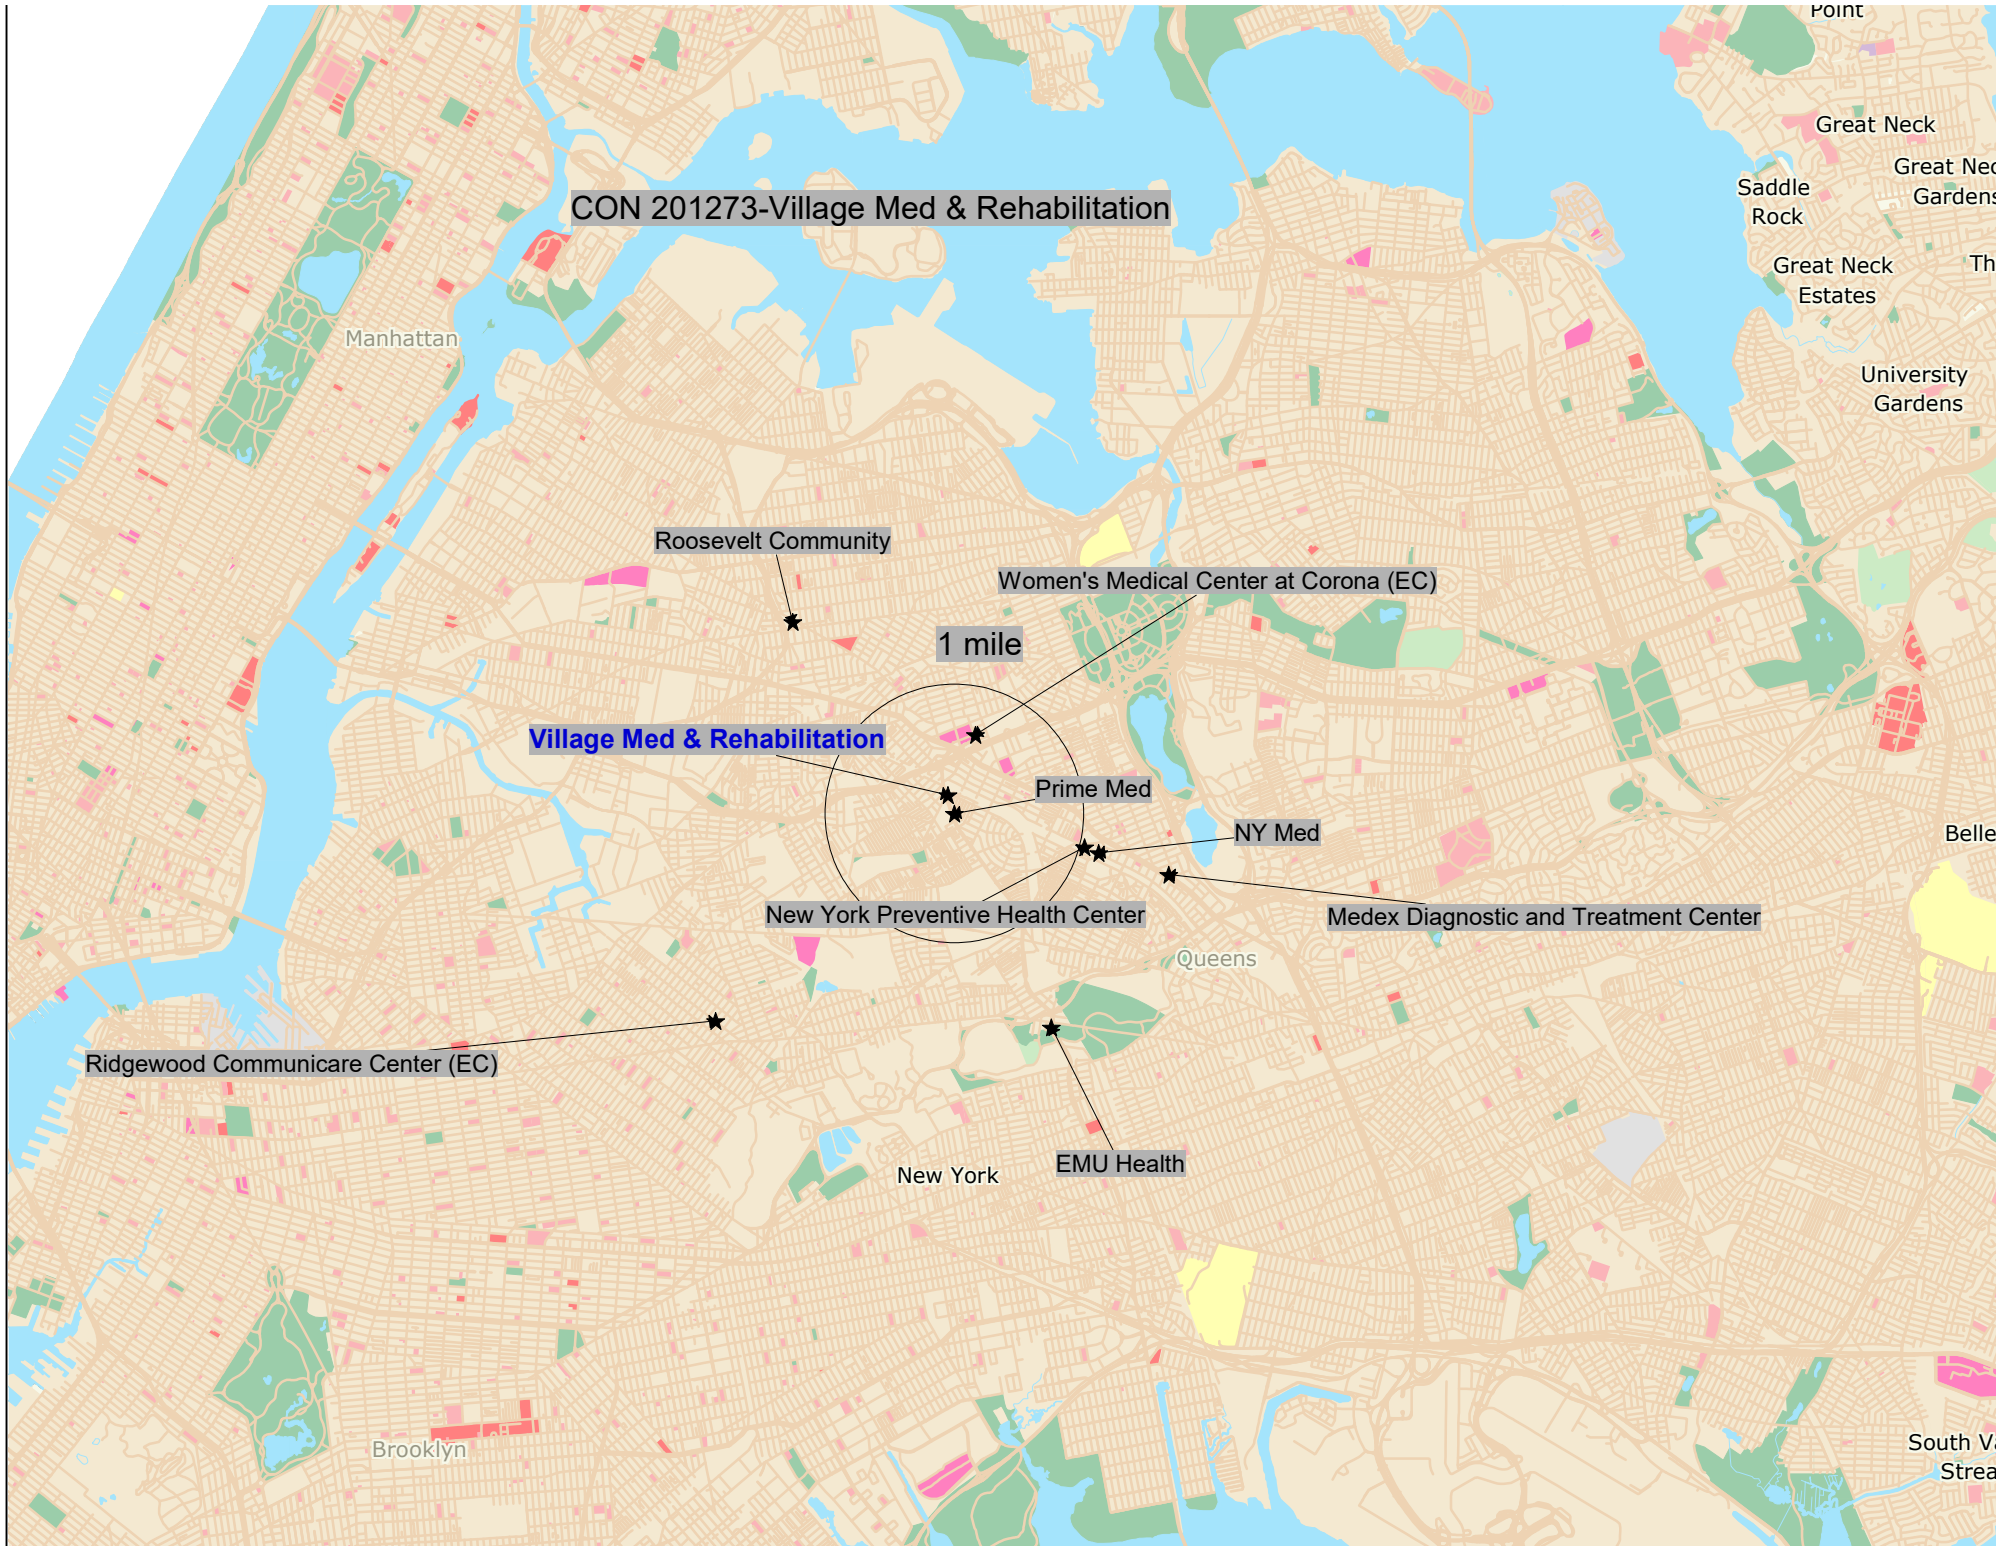 Point
Great Neck
Great Nec
Gardens
Saddle
Rock
CON 201273-Village Med & Rehabilitation
Great Neck
Estates
Th
Manhattan
University
Gardens
Roosevelt Community
Women's Medical Center at Corona (EC)
1 mile
Village Med & Rehabilitation
Prime Med
NY Med
Belle
New York Preventive Health Center
Medex Diagnostic and Treatment Center
Queens
Ridgewood Communicare Center (EC)
EMU Health
New York
Brooklyn
South Va
Strea